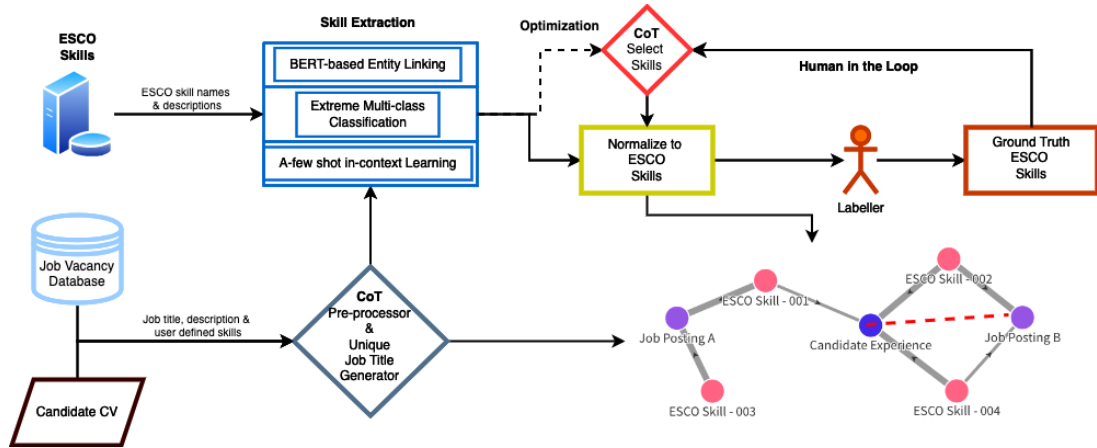 ESCO
Skills
ESCO skill names
& descriptions
Skill Extraction
BERT-based Entity Linking
Extreme Multi-class
Classification
A-few shot in-context Learning
Optimization
CoT
Select
Skills
Human in the Loop
Normalize to
ESCO
Skills
Labeller
Ground Truth
ESCO
Skills
Job Vacancy
Database
Job title, description &
user defined skills
Candidate CV
CoT
Pre-processor
&
Unique
Job Title
Generator
ESCO Skill - 001
ESCO Skill - 002
Job Posting A
Candidate Experience
Job Posting B
ESCO Skill - 003
ESCO Skill - 004